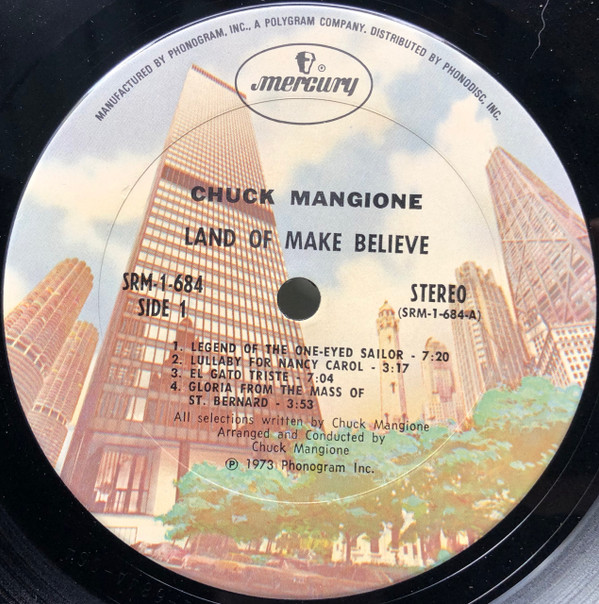 MANUFACTURED BY PHONOGRAM, INC., A POLYGRAM COMPANY. DISTRIBUTED BY PHONODISC, INC.
mercury ®
CHUCK MANGIONE
LAND OF MAKE BELIEVE
SRM-1-684
SIDE 1
STEREO
(SRM-1-684-A)
1. LEGEND OF THE ONE-EYED SAILOR - 7:20
2. LULLABY FOR NANCY CAROL - 3:17
3. EL GATO TRISTE - 7:04
4. GLORIA FROM THE MASS OF
ST. BERNARD - 3:53
All selections written by Chuck Mangione
Arranged and Conducted by
Chuck Mangione
℗ 1973 Phonogram Inc.